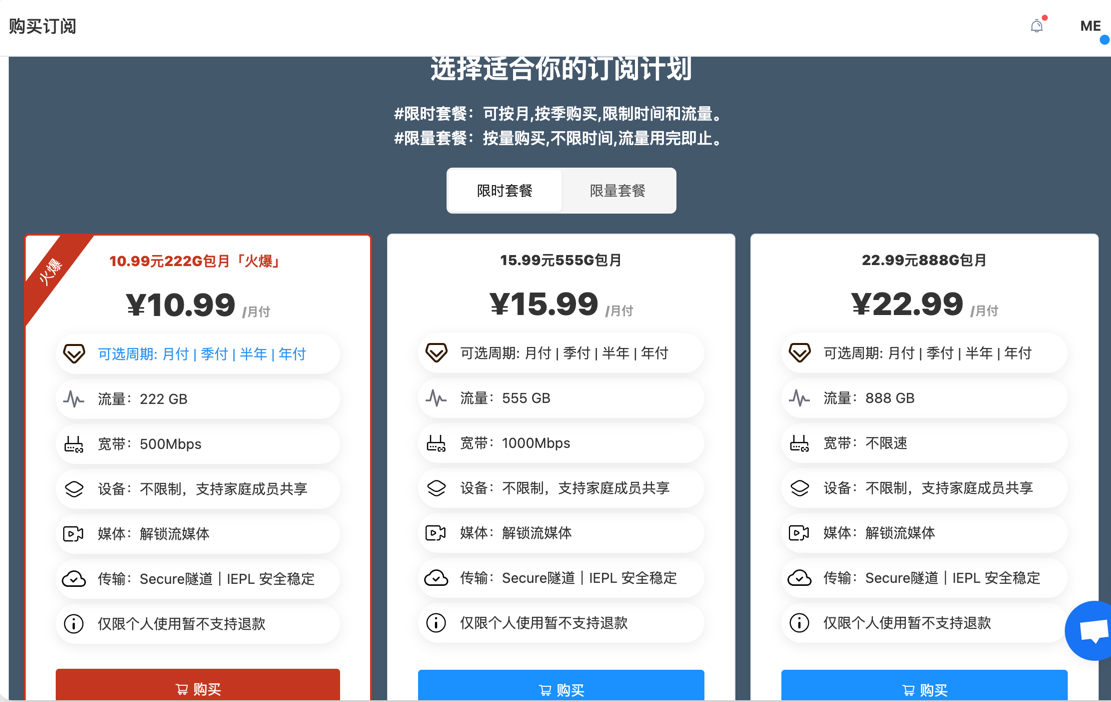 购买订阅
ME
选择适合你的订阅计划
#限时套餐：可按月,按季购买,限制时间和流量。
#限量套餐：按量购买,不限时间,流量用完即止。
限时套餐
限量套餐
火爆
10.99元222G包月「火爆」
¥10.99 /月付
可选周期: 月付 | 季付 | 半年 | 年付
流量：222 GB
宽带：500Mbps
设备：不限制，支持家庭成员共享
媒体：解锁流媒体
传输：Secure隧道｜IEPL 安全稳定
仅限个人使用暂不支持退款
购买
15.99元555G包月
¥15.99 /月付
可选周期: 月付 | 季付 | 半年 | 年付
流量：555 GB
宽带：1000Mbps
设备：不限制，支持家庭成员共享
媒体：解锁流媒体
传输：Secure隧道｜IEPL 安全稳定
仅限个人使用暂不支持退款
购买
22.99元888G包月
¥22.99 /月付
可选周期: 月付 | 季付 | 半年 | 年付
流量：888 GB
宽带：不限速
设备：不限制，支持家庭成员共享
媒体：解锁流媒体
传输：Secure隧道｜IEPL 安全稳定
仅限个人使用暂不支持退款
购买